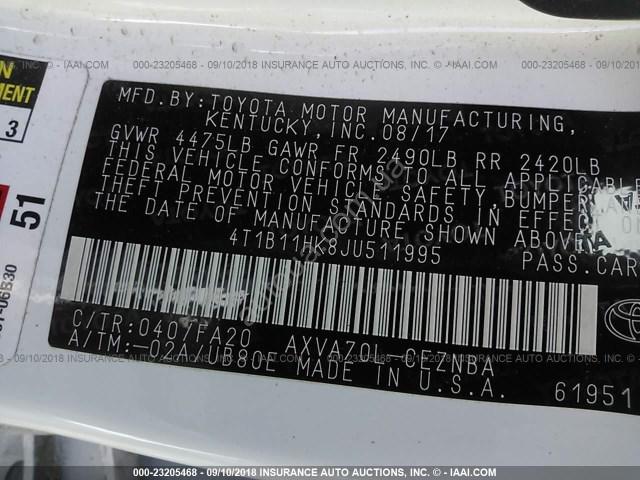 000-23205468 - 09/10/2018 INSURANCE AUTO AUCTIONS, INC. © - IAAI.COM
MFD. BY: TOYOTA MOTOR MANUFACTURING,
KENTUCKY, INC. 08/17
GVWR 4475LB GAWR FR 2490LB RR 2420LB
THIS VEHICLE CONFORMS TO ALL APPLICABLE
FEDERAL MOTOR VEHICLE SAFETY, BUMPER
THEFT PREVENTION STANDARDS IN EFFECT
THE DATE OF MANUFACTURE SHOWN ABOVE.
4T1B11HK8JU511995
PASS.CAR
C/TR:040 /FA20 AXVA70L-CEZNBA
A/TM:-02A /UB80E MADE IN U.S.A.
61951
EMENT
3
51
000-23205468 - 09/10/2018 INSURANCE AUTO AUCTIONS, INC. © - IAAI.COM